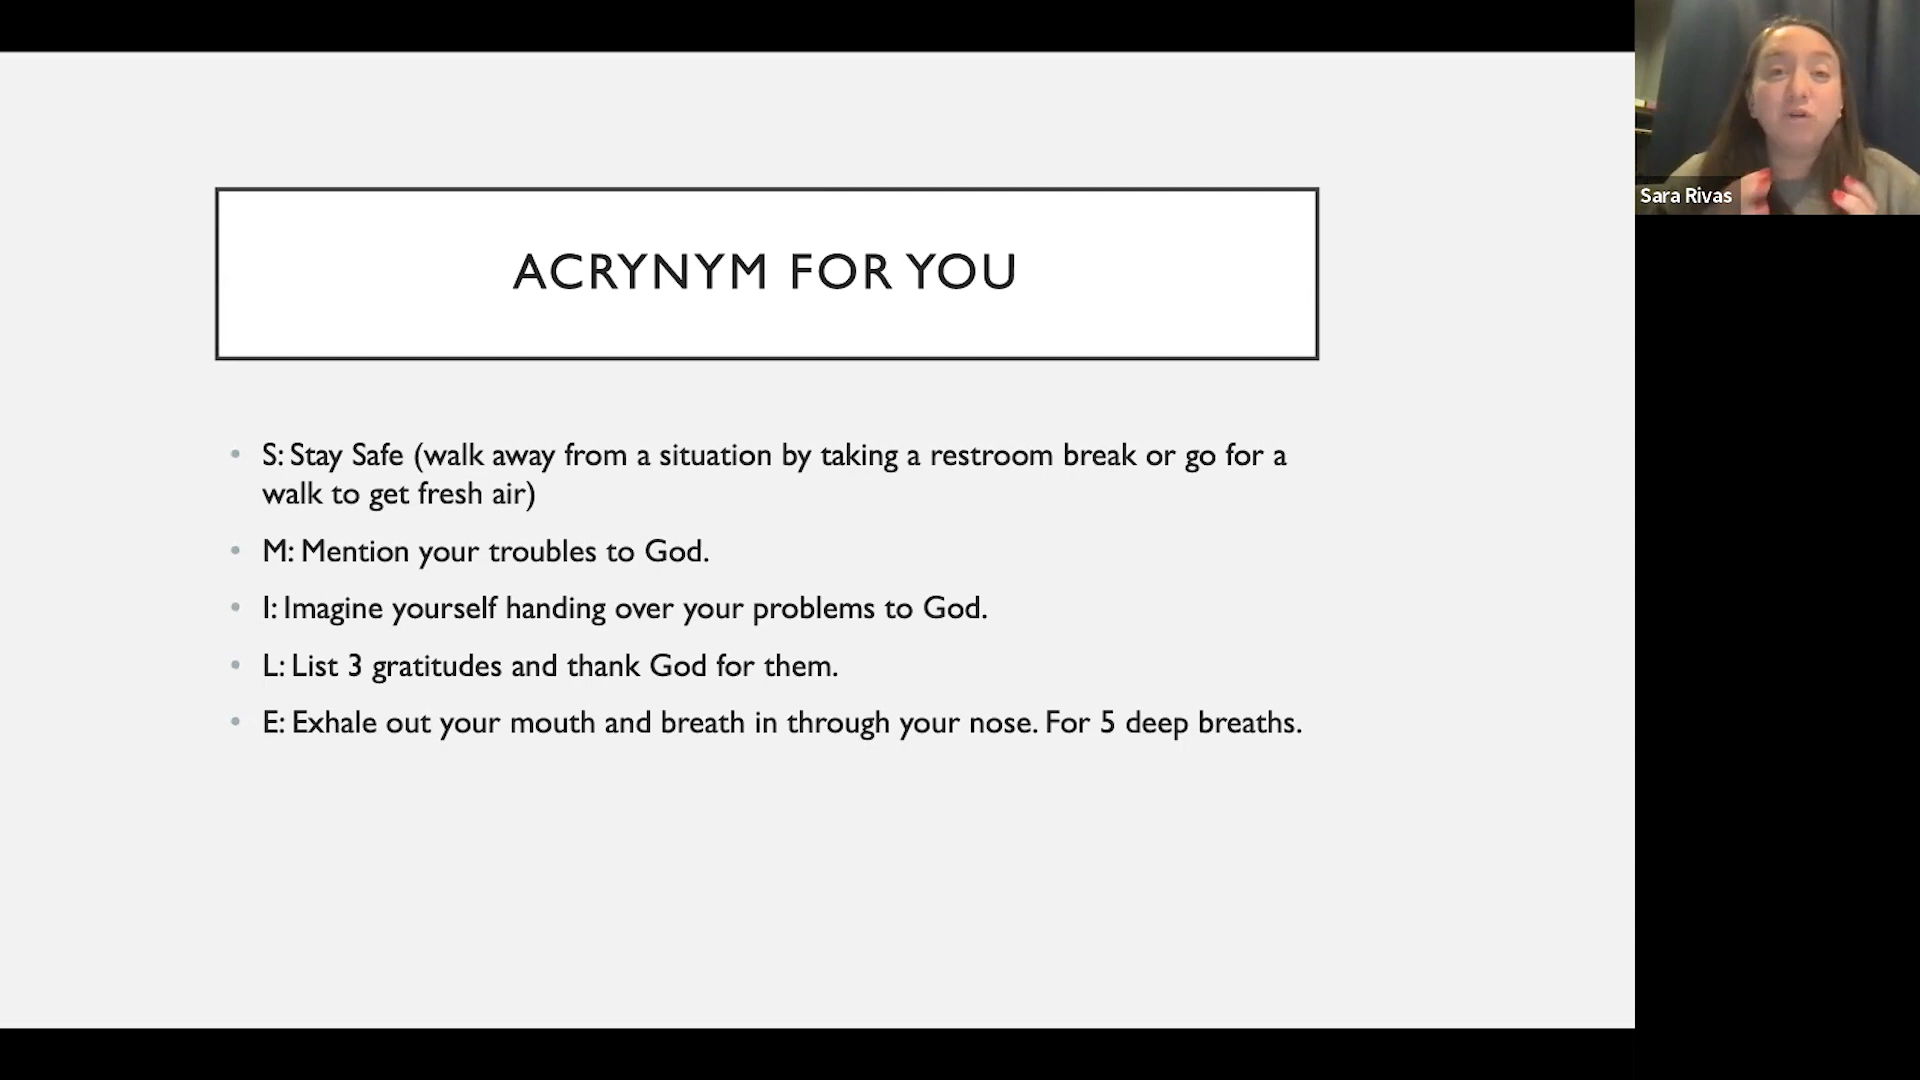 ACRYNYM FOR YOU
• S: Stay Safe (walk away from a situation by taking a restroom break or go for a
walk to get fresh air)
• M: Mention your troubles to God.
• I: Imagine yourself handing over your problems to God.
• L: List 3 gratitudes and thank God for them.
• E: Exhale out your mouth and breath in through your nose. For 5 deep breaths.
Sara Rivas